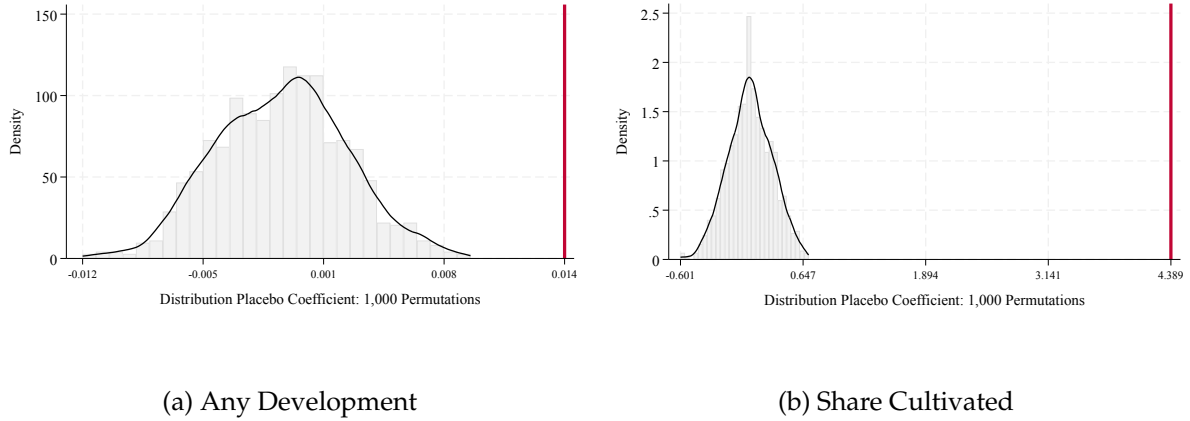 150
100
50
0
Density
-0.012 -0.005 0.001 0.008 0.014
Distribution Placebo Coefficient: 1,000 Permutations
(a) Any Development
2.5
2
1.5
1
.5
0
Density
-0.601 0.647 1.894 3.141 4.389
Distribution Placebo Coefficient: 1,000 Permutations
(b) Share Cultivated